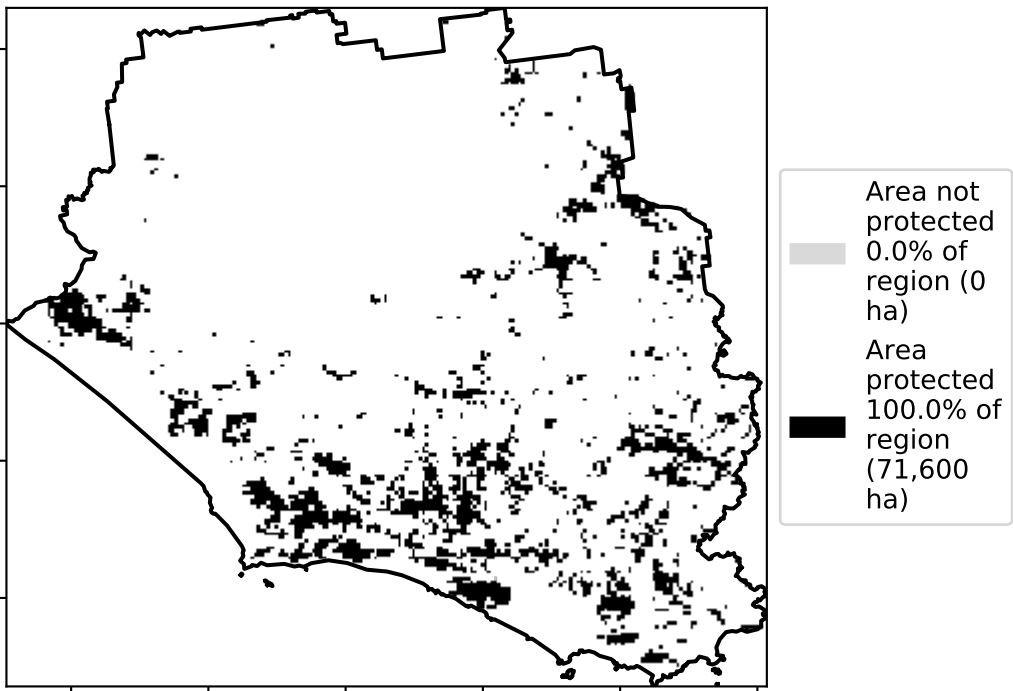 Area not
protected
0.0% of
region (0
ha)
Area
protected
100.0% of
region
(71,600
ha)